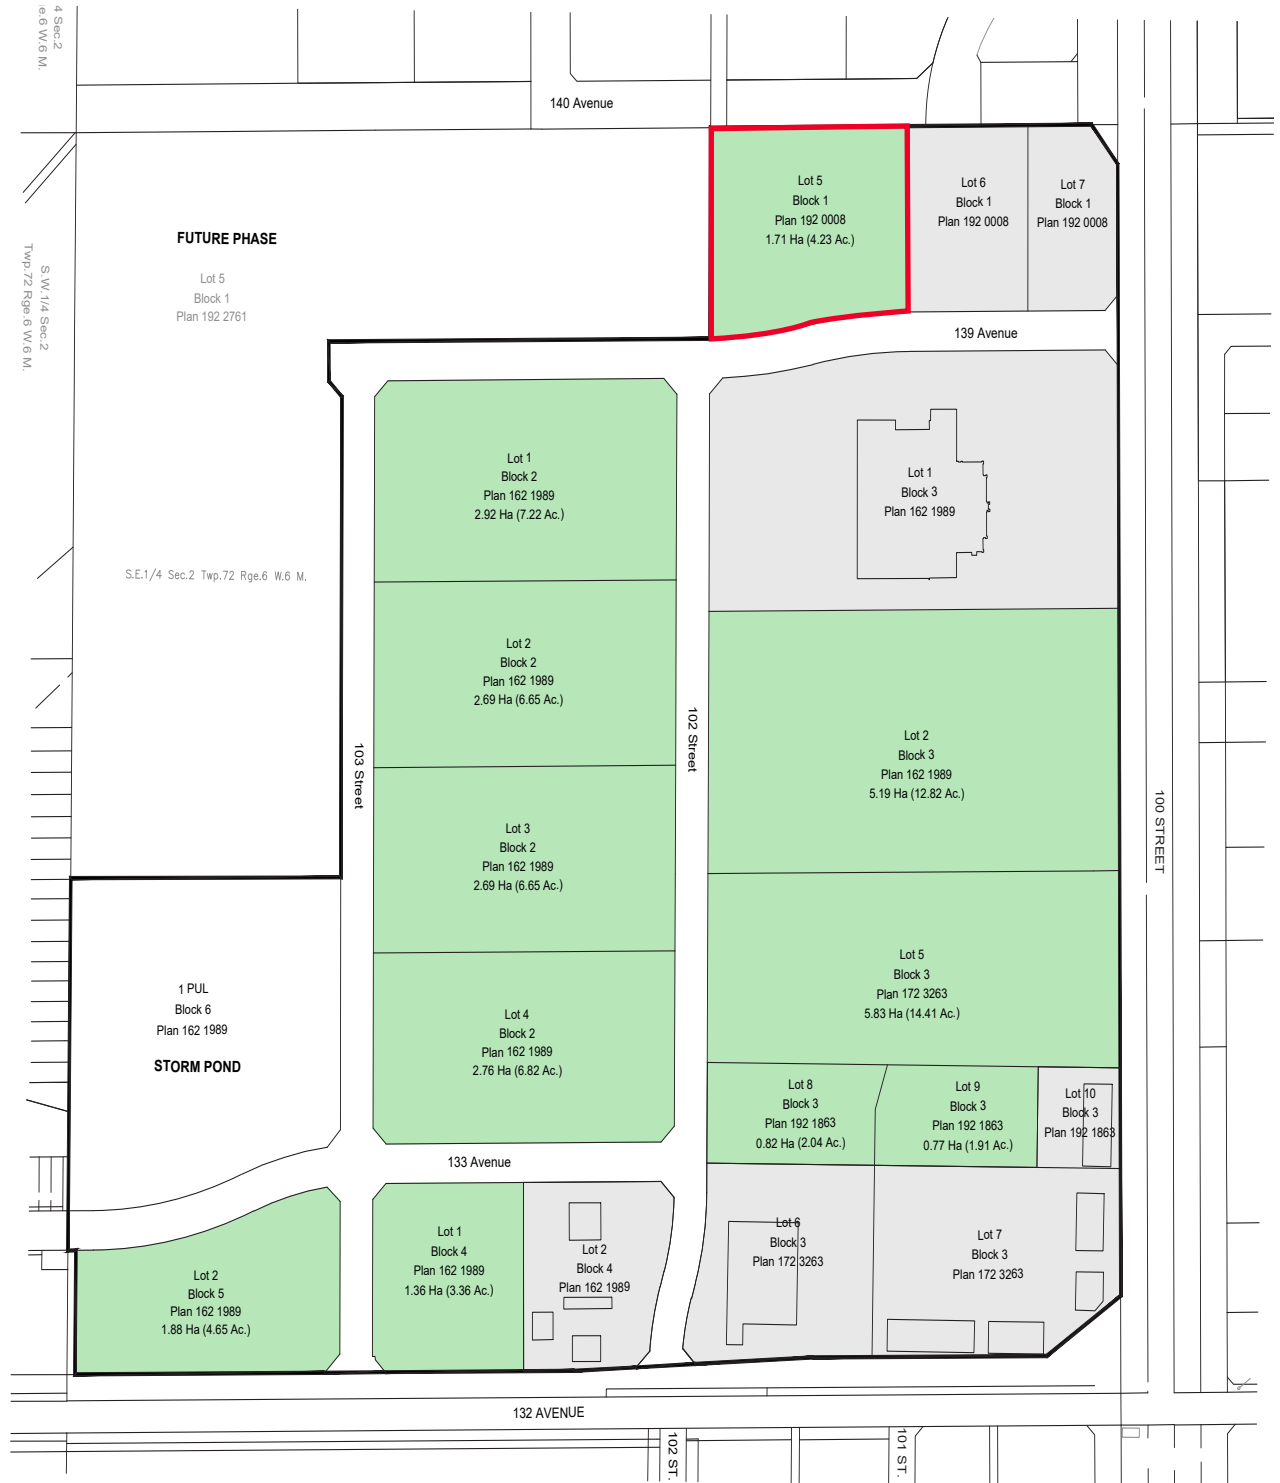 4 Sec.2
e.6 W.6 M.
140 Avenue
Lot 5
Block 1
Plan 192 0008
1.71 Ha (4.23 Ac.)
Lot 6
Block 1
Plan 192 0008
Lot 7
Block 1
Plan 192 0008
FUTURE PHASE
Lot 5
Block 1
Plan 192 2761
S.W.1/4 Sec.2
Twp.72 Rge.6 W.6 M.
139 Avenue
Lot 1
Block 2
Plan 162 1989
2.92 Ha (7.22 Ac.)
Lot 1
Block 3
Plan 162 1989
S.E.1/4 Sec.2 Twp.72 Rge.6 W.6 M.
Lot 2
Block 2
Plan 162 1989
2.69 Ha (6.65 Ac.)
103 Street
102 Street
Lot 2
Block 3
Plan 162 1989
5.19 Ha (12.82 Ac.)
100 STREET
Lot 3
Block 2
Plan 162 1989
2.69 Ha (6.65 Ac.)
Lot 5
Block 3
Plan 172 3263
5.83 Ha (14.41 Ac.)
1 PUL
Block 6
Plan 162 1989
STORM POND
Lot 4
Block 2
Plan 162 1989
2.76 Ha (6.82 Ac.)
Lot 8
Block 3
Plan 192 1863
0.82 Ha (2.04 Ac.)
Lot 9
Block 3
Plan 192 1863
0.77 Ha (1.91 Ac.)
Lot 10
Block 3
Plan 192 1863
133 Avenue
Lot 2
Block 5
Plan 162 1989
1.88 Ha (4.65 Ac.)
Lot 1
Block 4
Plan 162 1989
1.36 Ha (3.36 Ac.)
Lot 2
Block 4
Plan 162 1989
Lot 6
Block 3
Plan 172 3263
Lot 7
Block 3
Plan 172 3263
132 AVENUE
102 ST.
101 ST.